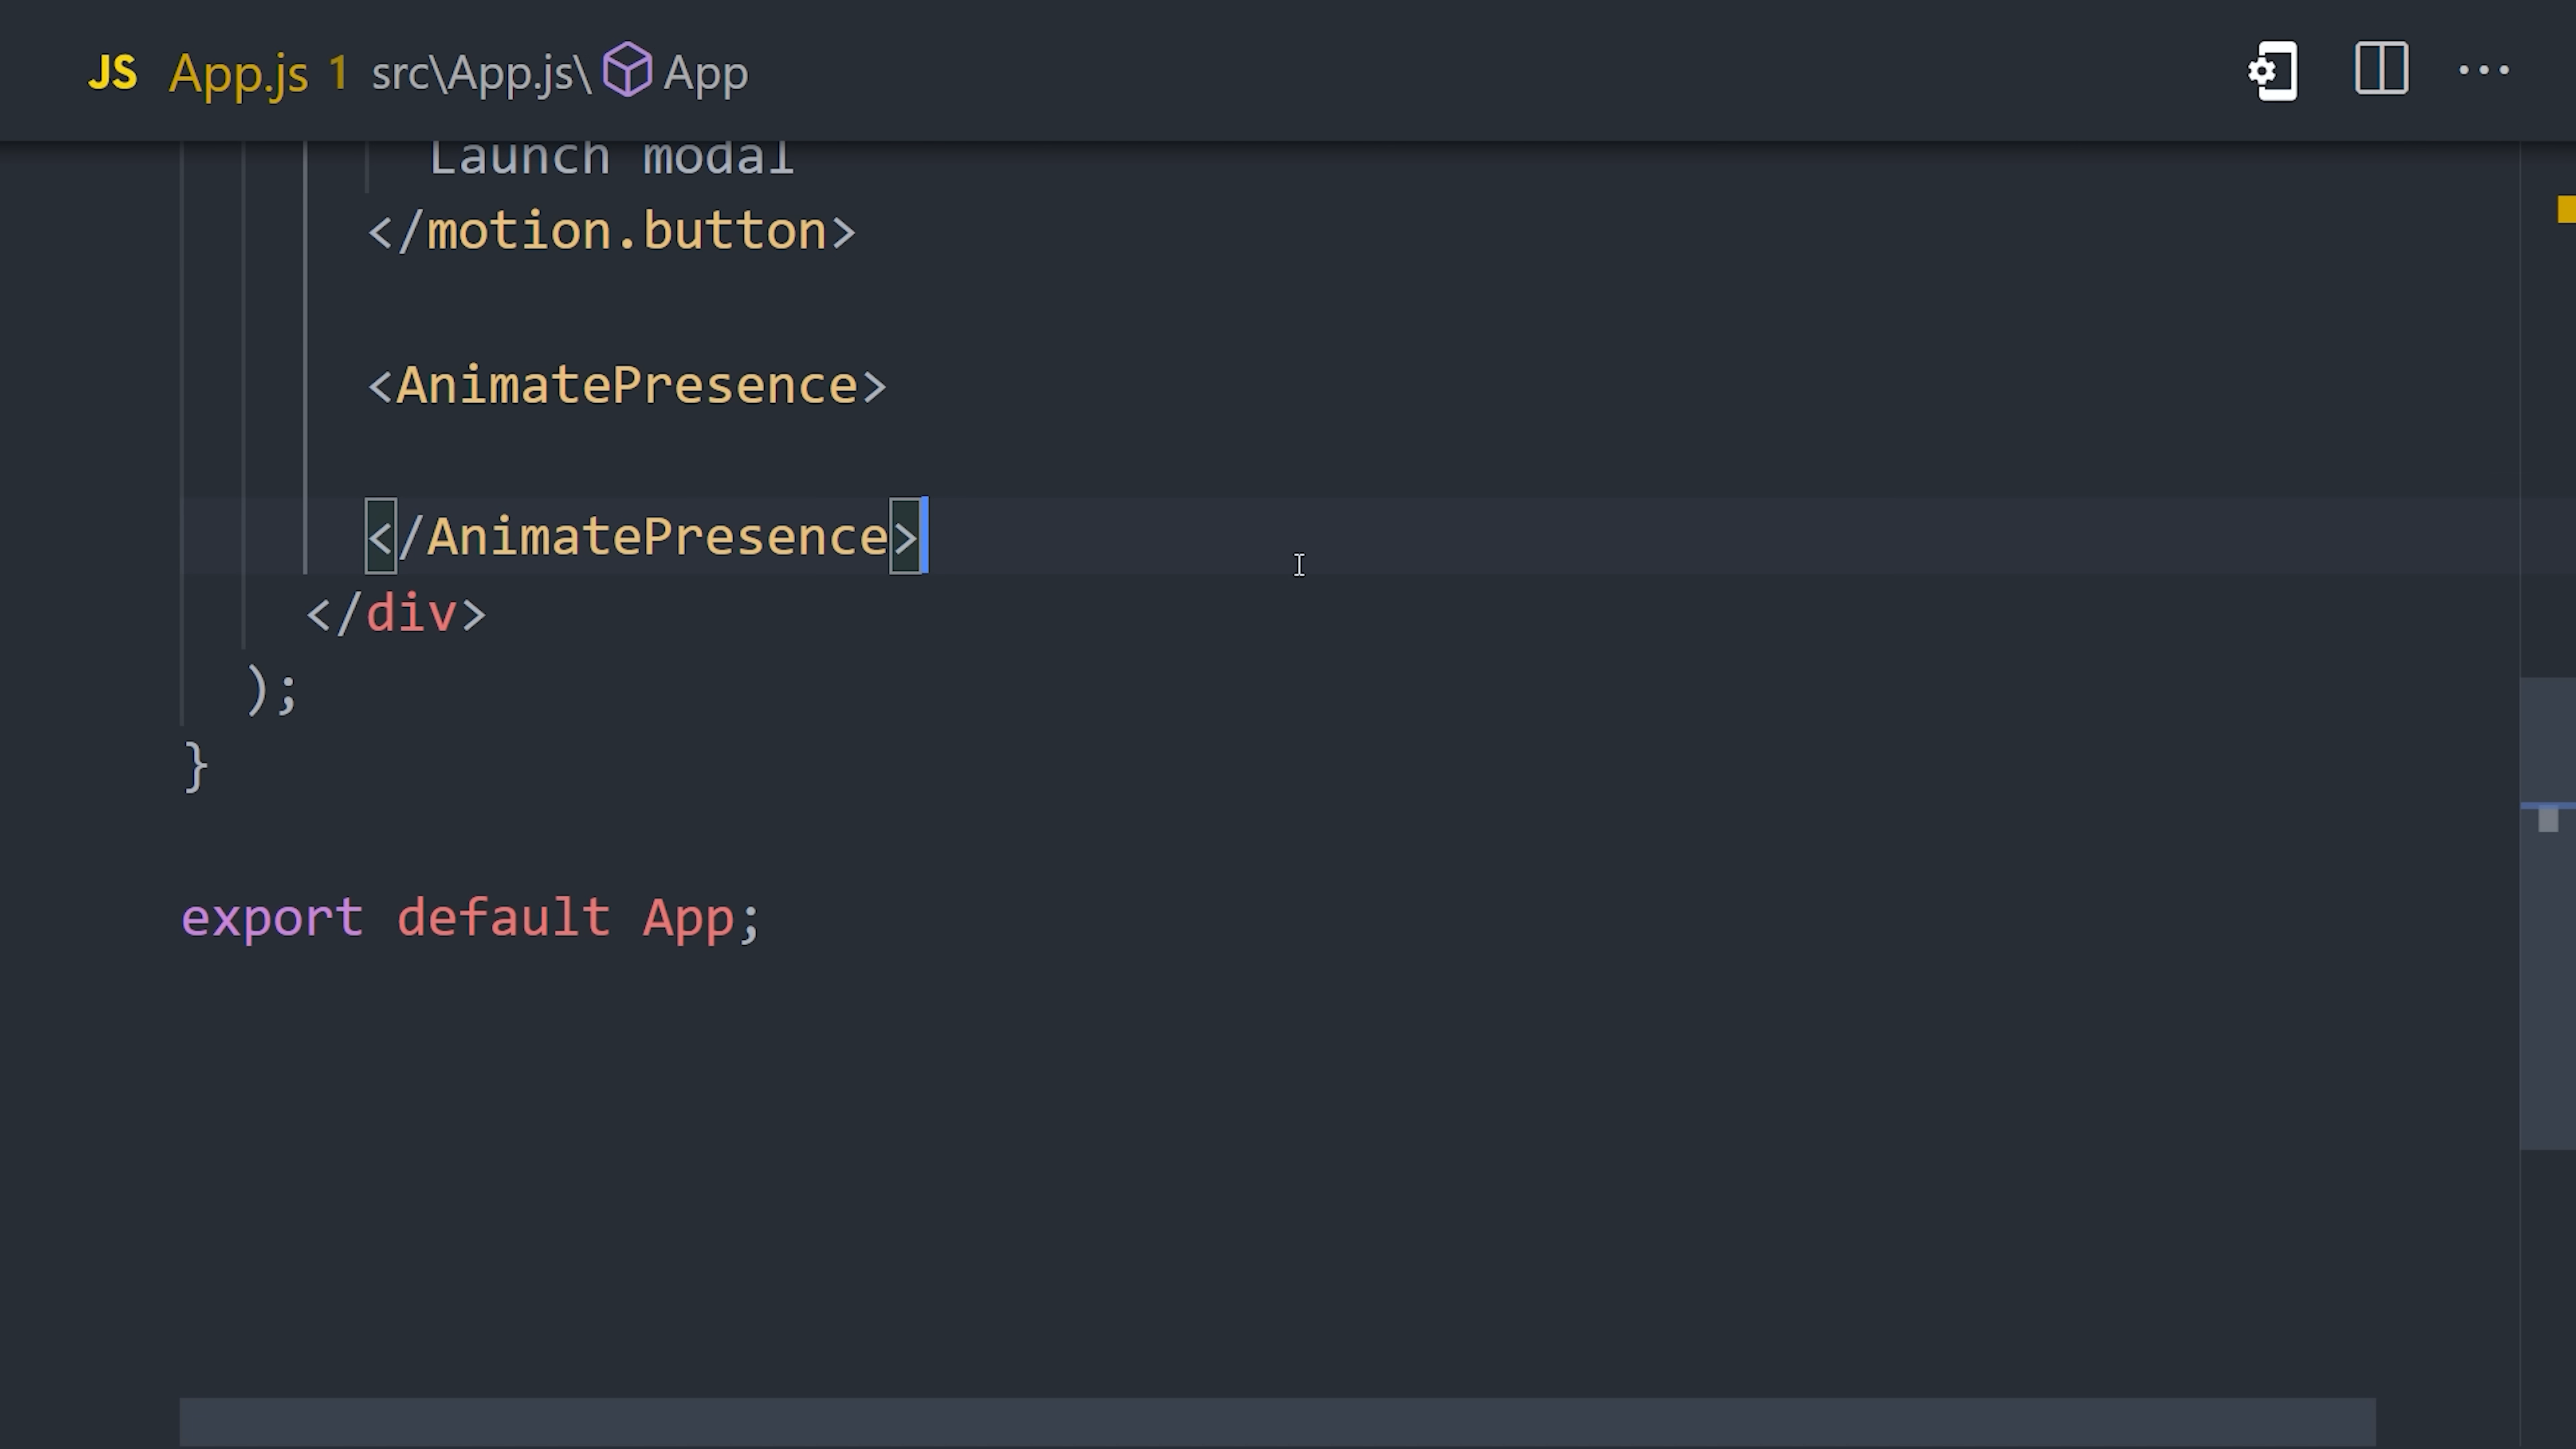 JS App.js 1 src\App.js\ App
Launch modal
</motion.button>
<AnimatePresence>
</AnimatePresence>
</div>
);
}
export default App;